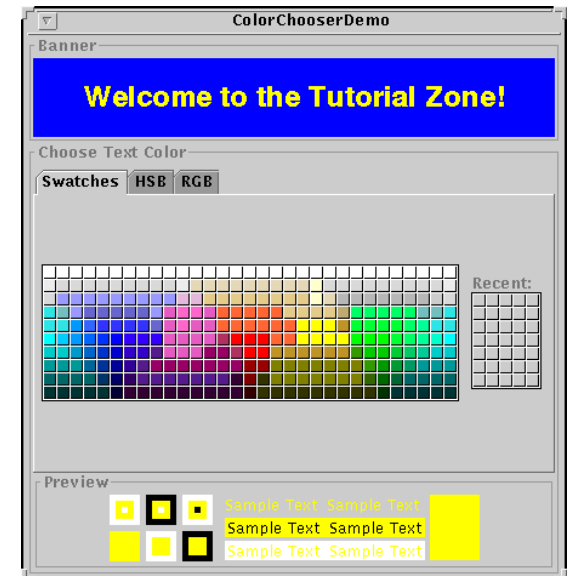 ColorChooserDemo
Banner
Welcome to the Tutorial Zone!
Choose Text Color
Swatches HSB RGB
Recent:
Preview
Sample Text Sample Text
Sample Text Sample Text
Sample Text Sample Text